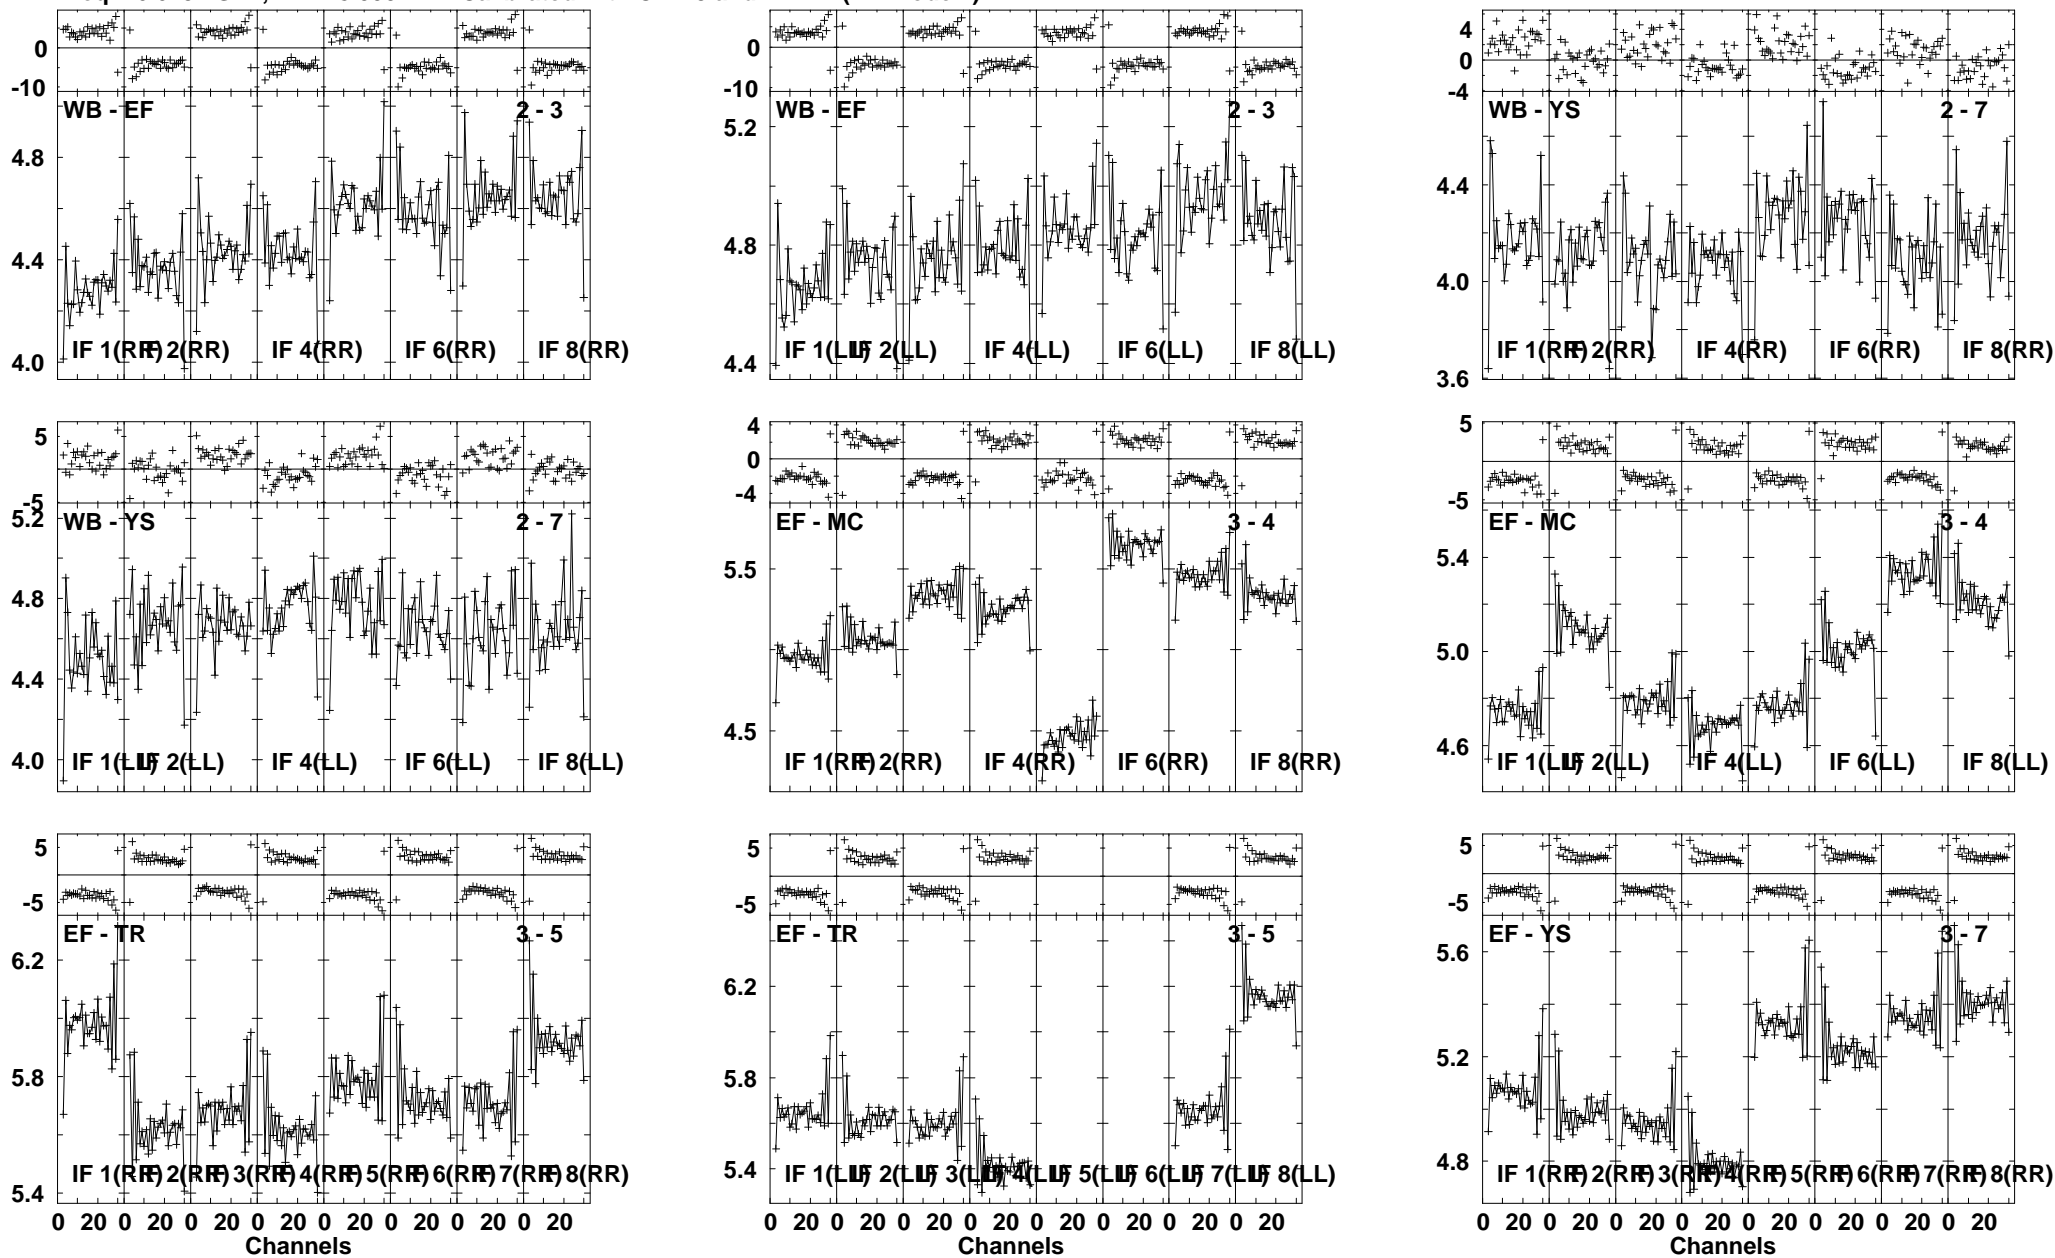 0
-10
WB - EF 2 - 3
4.8
4.4
4.0
IF 1(RR) IF 2(RR) IF 4(RR) IF 6(RR) IF 8(RR)
0
-10
WB - EF 2 - 3
5.2
4.8
4.4
IF 1(LL) IF 2(LL) IF 4(LL) IF 6(LL) IF 8(LL)
4
0
-4
WB - YS 2 - 7
4.4
4.0
3.6
IF 1(RR) IF 2(RR) IF 4(RR) IF 6(RR) IF 8(RR)
5
-5
WB - YS 2 - 7
5.2
4.8
4.4
4.0
IF 1(LL) IF 2(LL) IF 4(LL) IF 6(LL) IF 8(LL)
4
0
-4
EF - MC 3 - 4
5.5
4.5
IF 1(RR) IF 2(RR) IF 4(RR) IF 6(RR) IF 8(RR)
5
-5
EF - MC 3 - 4
5.4
5.0
4.6
IF 1(LL) IF 2(LL) IF 4(LL) IF 6(LL) IF 8(LL)
5
-5
EF - TR 3 - 5
6.2
5.8
5.4
IF 1(RR) IF 2(RR) IF 3(RR) IF 4(RR) IF 5(RR) IF 6(RR) IF 7(RR) IF 8(RR)
0 20 0 20 0 20 0 20 0 20 0 20 0 20 0 20
Channels
5
-5
EF - TR 3 - 5
6.2
5.8
5.4
IF 1(LL) IF 2(LL) IF 3(LL) IF 4(LL) IF 5(LL) IF 6(LL) IF 7(LL) IF 8(LL)
0 20 0 20 0 20 0 20 0 20 0 20 0 20 0 20
Channels
5
-5
EF - YS 3 - 7
5.6
5.2
4.8
IF 1(RR) IF 2(RR) IF 3(RR) IF 4(RR) IF 5(RR) IF 6(RR) IF 7(RR) IF 8(RR)
0 20 0 20 0 20 0 20 0 20 0 20 0 20 0 20
Channels